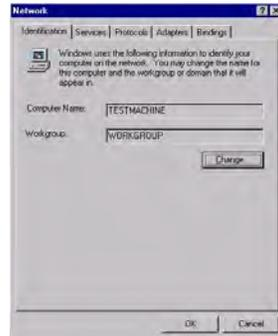 Network
Identification Services Protocols Adapters Bindings
Windows uses the following information to identify your
computer on the network. You may change the name for
this computer and the workgroup or domain that it will
appear in.
Computer Name: TESTMACHINE
Workgroup: WORKGROUP
Change
OK Cancel